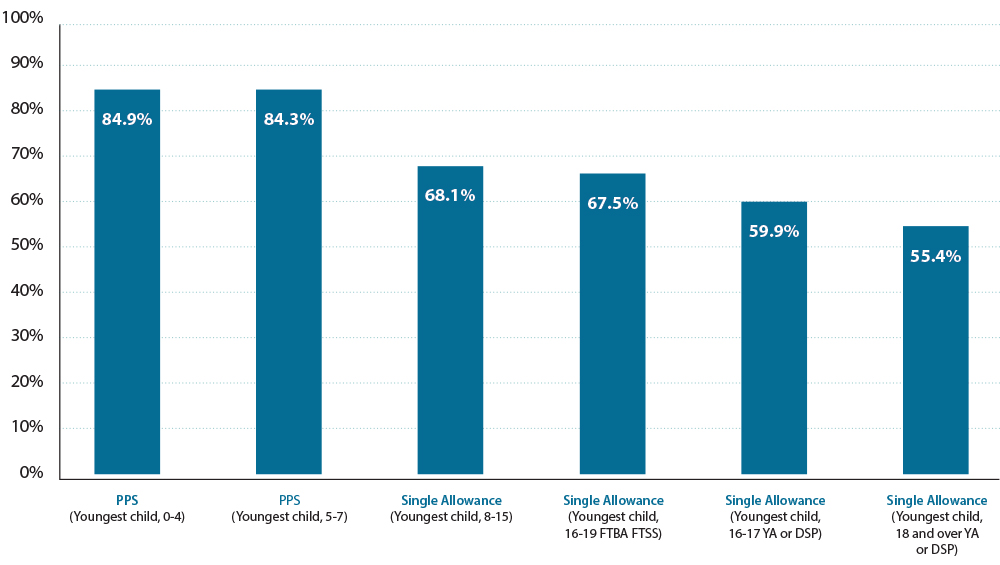 100%
90%
80%
70%
60%
50%
40%
30%
20%
10%
0%
84.9%
84.3%
68.1%
67.5%
59.9%
55.4%
PPS
(Youngest child, 0-4)
PPS
(Youngest child, 5-7)
Single Allowance
(Youngest child, 8-15)
Single Allowance
(Youngest child,
16-19 FTBA FTSS)
Single Allowance
(Youngest child,
16-17 YA or DSP)
Single Allowance
(Youngest child,
18 and over YA
or DSP)